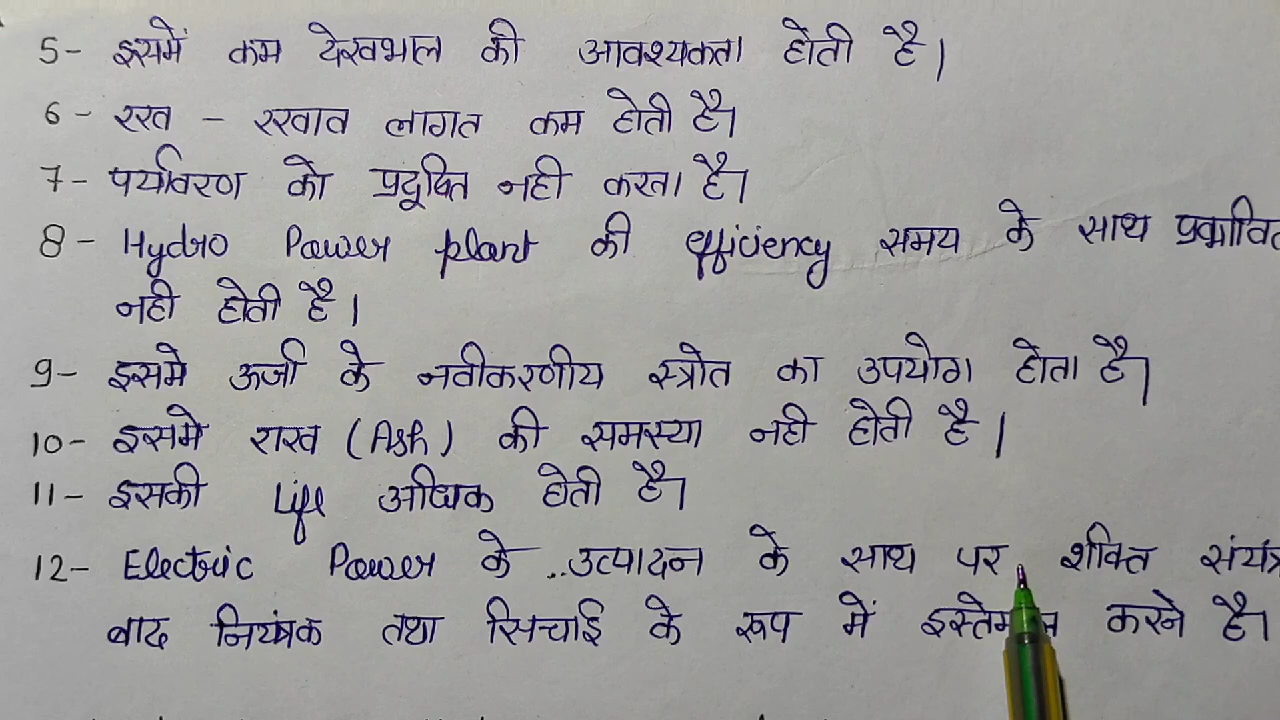 5- इसमें कम देखभाल की आवश्यकता होती है।
6- रख - रखाव लागत कम होती है।
7- पर्यावरण को प्रदूषित नही करता है।
8- Hydro Power plant की efficiency समय के साथ प्रभावित
नही होती है।
9- इसमे ऊर्जा के नवीकरणीय स्त्रोत का उपयोग होता है।
10- इसमे राख (Ash) की समस्या नही होती है।
11- इसकी Life अधिक होती है।
12- Electric Power के ..उत्पादन के साथ पर शक्ति संयंत्र
बाद नियंत्रक तथा सिचाई के रूप में इस्तेमाल करने है।